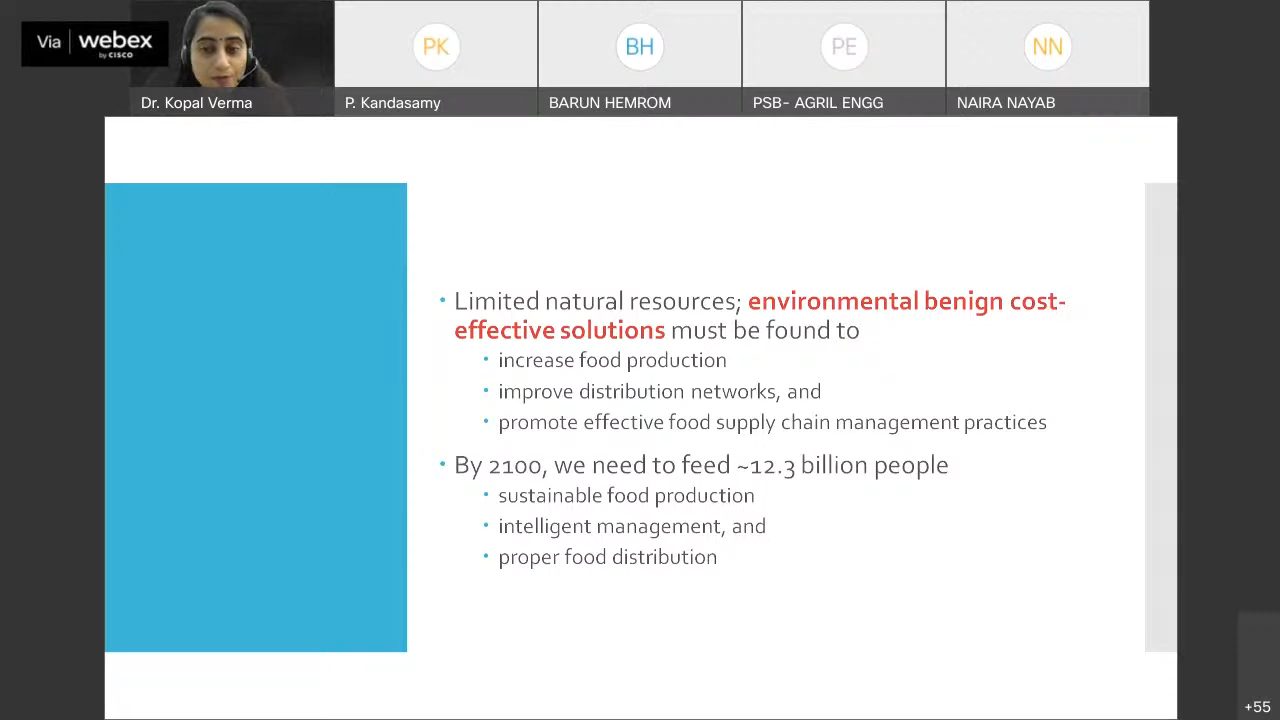 Via webex
by CISCO
PK
BH
PE
NN
Dr. Kopal Verma
P. Kandasamy
BARUN HEMROM
PSB- AGRIL ENGG
NAIRA NAYAB
• Limited natural resources; environmental benign cost-
effective solutions must be found to
• increase food production
• improve distribution networks, and
• promote effective food supply chain management practices
• By 2100, we need to feed ~12.3 billion people
• sustainable food production
• intelligent management, and
• proper food distribution
+55